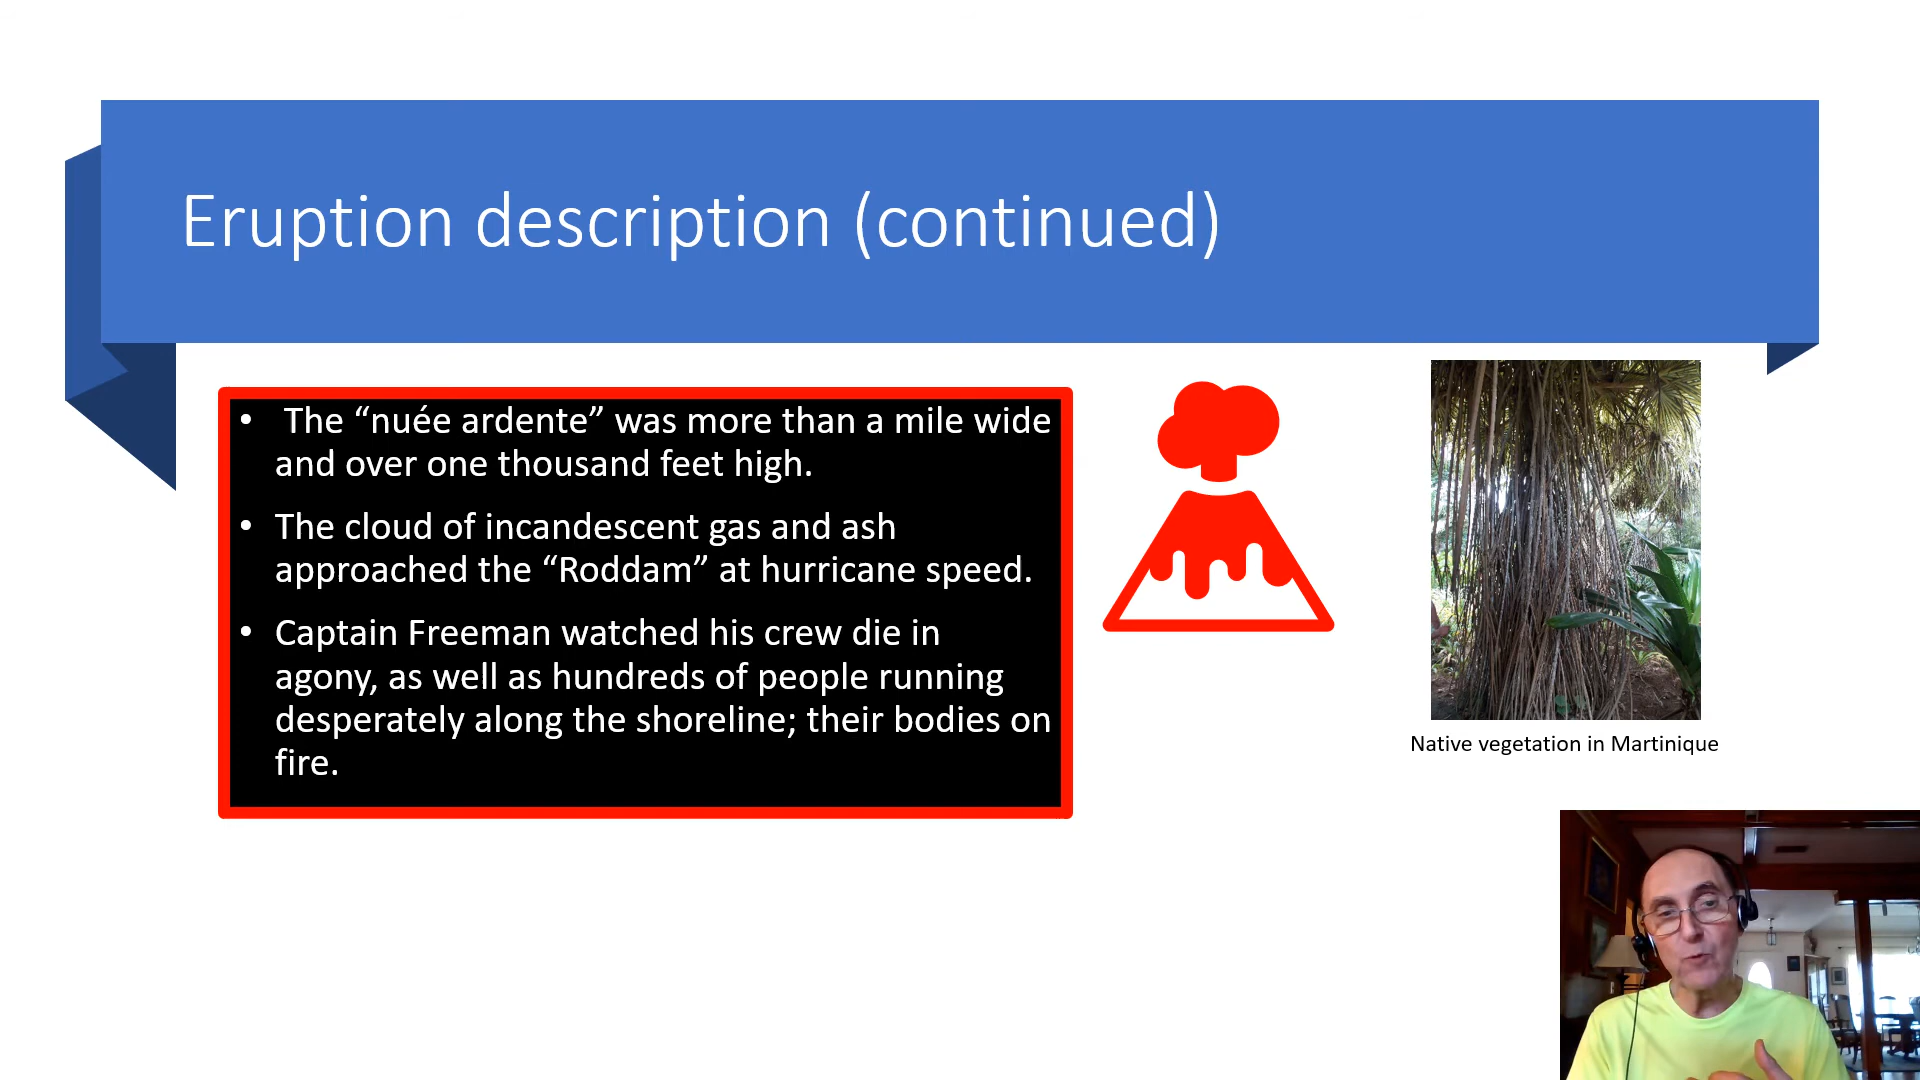 Eruption description (continued)
• The “nuée ardente” was more than a mile wide
and over one thousand feet high.
• The cloud of incandescent gas and ash
approached the “Roddam” at hurricane speed.
• Captain Freeman watched his crew die in
agony, as well as hundreds of people running
desperately along the shoreline; their bodies on
fire.
Native vegetation in Martinique